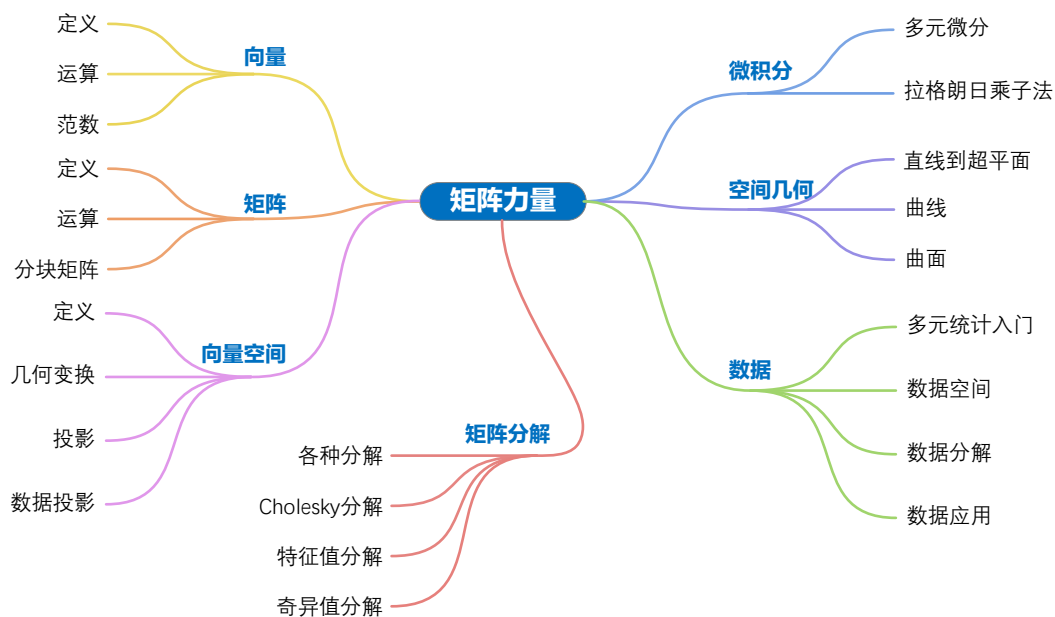 矩阵力量
向量
定义
运算
范数
矩阵
定义
运算
分块矩阵
向量空间
定义
几何变换
投影
数据投影
矩阵分解
各种分解
Cholesky分解
特征值分解
奇异值分解
微积分
多元微分
拉格朗日乘子法
空间几何
直线到超平面
曲线
曲面
数据
多元统计入门
数据空间
数据分解
数据应用